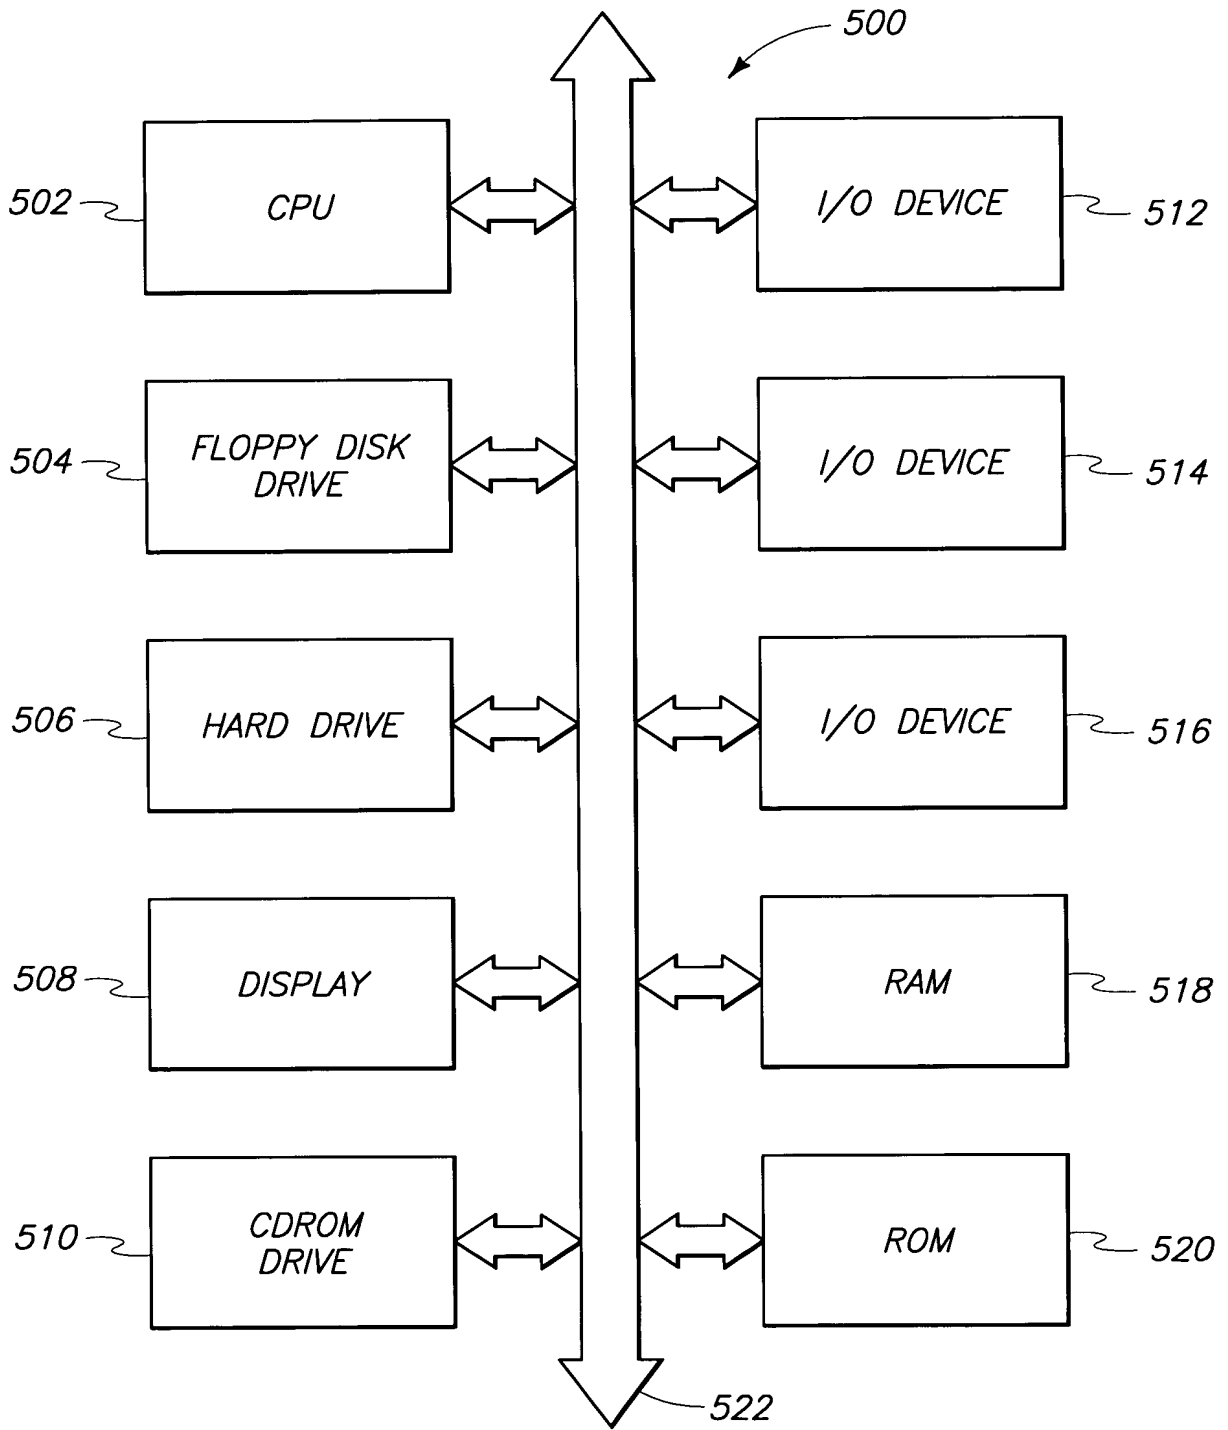 500
502
CPU
I/O DEVICE
512
504
FLOPPY DISK
DRIVE
I/O DEVICE
514
506
HARD DRIVE
I/O DEVICE
516
508
DISPLAY
RAM
518
510
CDROM
DRIVE
ROM
520
522